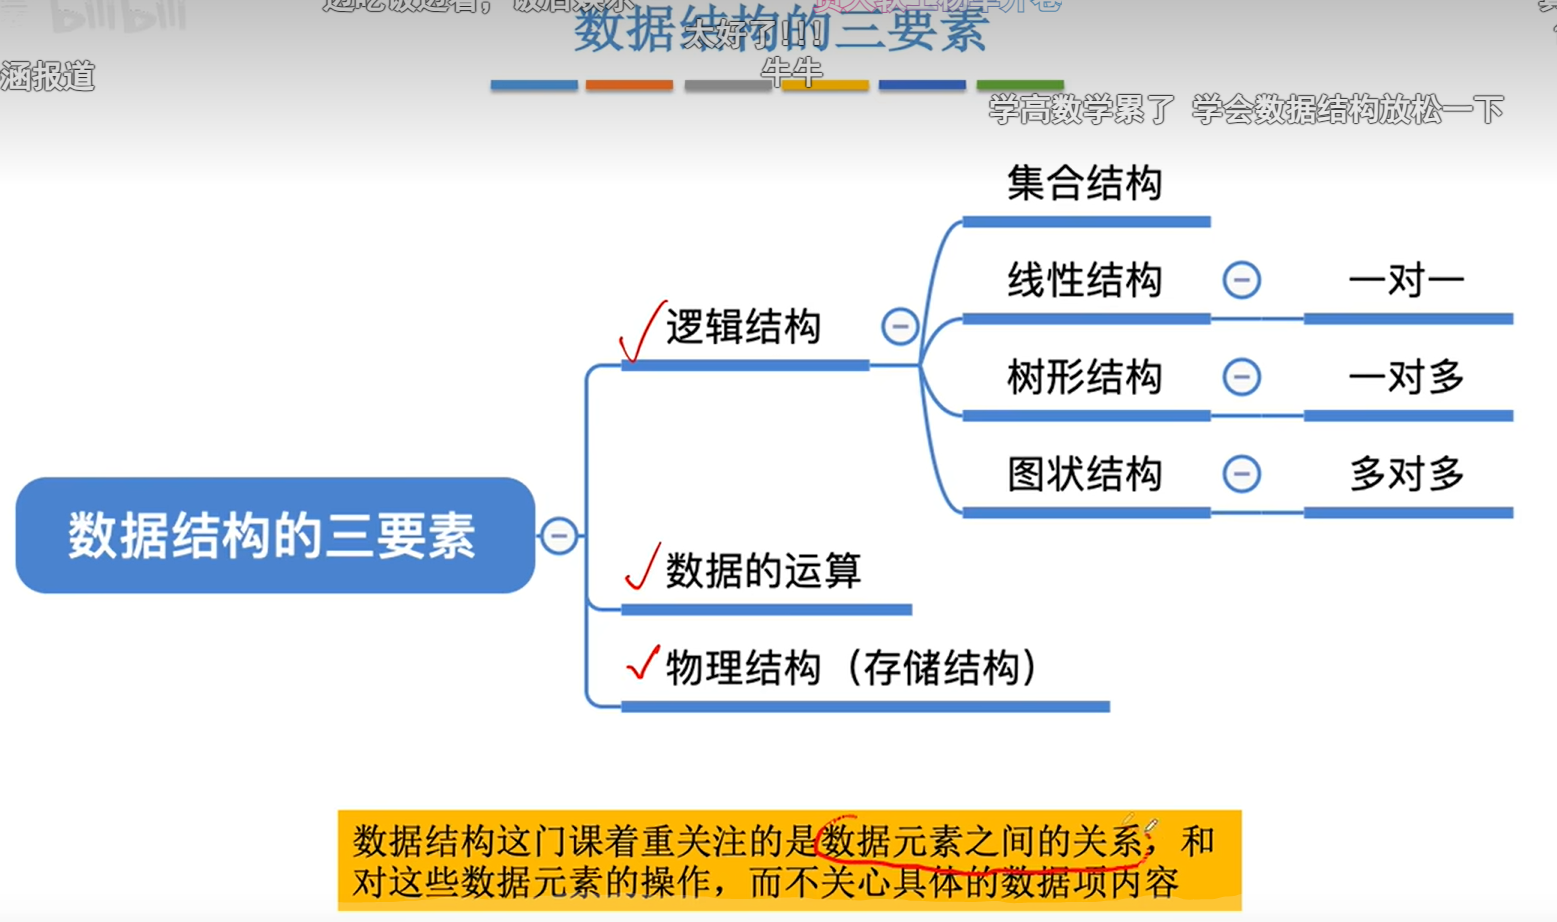 bilibili
数据结构的三要素
太好了!!!
牛牛
涵报道
学高数学累了 学会数据结构放松一下
集合结构
线性结构 一对一
逻辑结构
树形结构 一对多
图状结构 多对多
数据结构的三要素
数据的运算
物理结构（存储结构）
数据结构这门课着重关注的是数据元素之间的关系，和
对这些数据元素的操作，而不关心具体的数据项内容